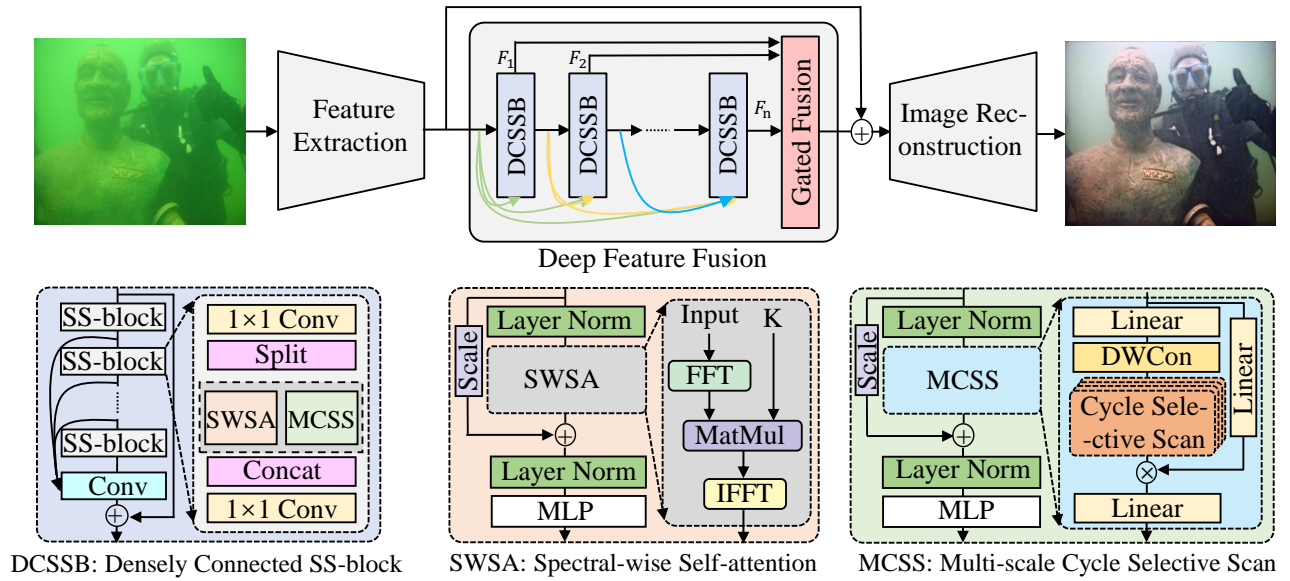 Feature
Extraction
F₁
F₂
Fₙ
DCSSB
DCSSB
DCSSB
Gated Fusion
Image Rec-
onstruction
Deep Feature Fusion
SS-block
SS-block
SS-block
Conv
1×1 Conv
Split
SWSA
MCSS
Concat
1×1 Conv
DCSSB: Densely Connected SS-block
Scale
Layer Norm
SWSA
Layer Norm
MLP
Input
K
FFT
MatMul
IFFT
SWSA: Spectral-wise Self-attention
Scale
Layer Norm
MCSS
Layer Norm
MLP
Linear
DWCon
Linear
Cycle Sele-
-ctive Scan
Linear
MCSS: Multi-scale Cycle Selective Scan